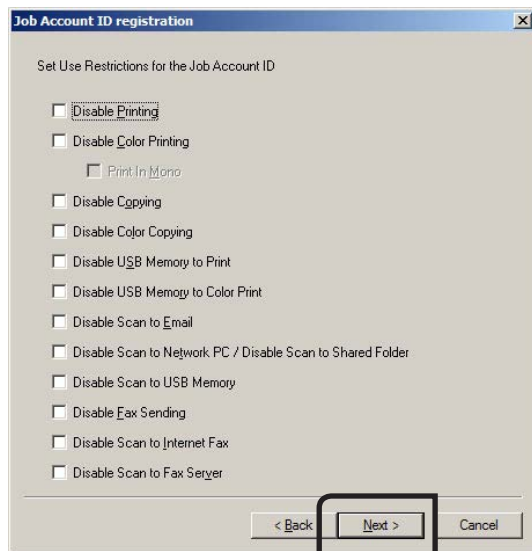 Job Account ID registration
Set Use Restrictions for the Job Account ID
Disable Printing
Disable Color Printing
Print In Mono
Disable Copying
Disable Color Copying
Disable USB Memory to Print
Disable USB Memory to Color Print
Disable Scan to Email
Disable Scan to Network PC / Disable Scan to Shared Folder
Disable Scan to USB Memory
Disable Fax Sending
Disable Scan to Internet Fax
Disable Scan to Fax Server
< Back Next > Cancel